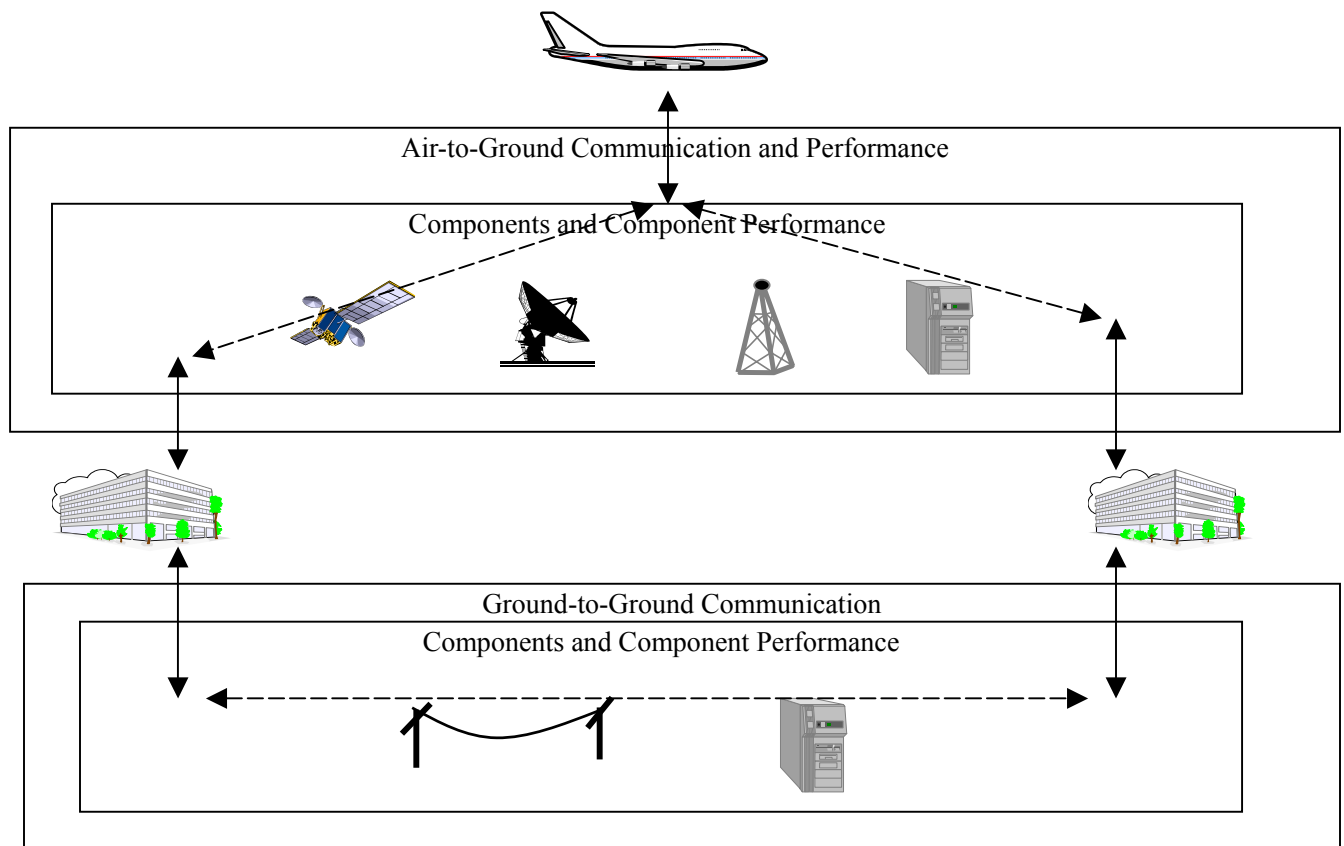 Air-to-Ground Communication and Performance
Components and Component Performance
Ground-to-Ground Communication
Components and Component Performance